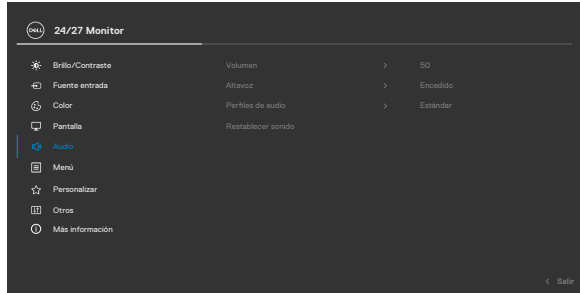 DELL 24/27 Monitor
Brillo/Contraste Volumen > 50
Fuente entrada Altavoz > Encedido
Color Perfiles de audio > Estándar
Pantalla Restablecer sonido
Audio
Menú
Personalizar
Otros
Más información
< Salir